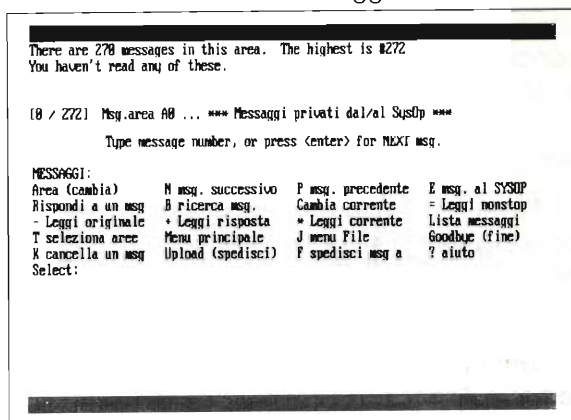 There are 270 messages in this area. The highest is #272
You haven't read any of these.
[0 / 272] Msg.area A0 ... *** Messaggi privati dal/al SysOp ***
Type message number, or press <enter> for NEXT msg.
MESSAGGI:
Area (cambia) N msg. successivo P msg. precedente E msg. al SYSOP
Rispondi a un msg B ricerca msg. Cambia corrente = Leggi nonstop
- Leggi originale + Leggi risposta * Leggi corrente Lista messaggi
T seleziona aree Menu principale J menu File Goodbye (fine)
K cancella un msg Upload (spedisci) F spedisci msg a ? aiuto
Select: